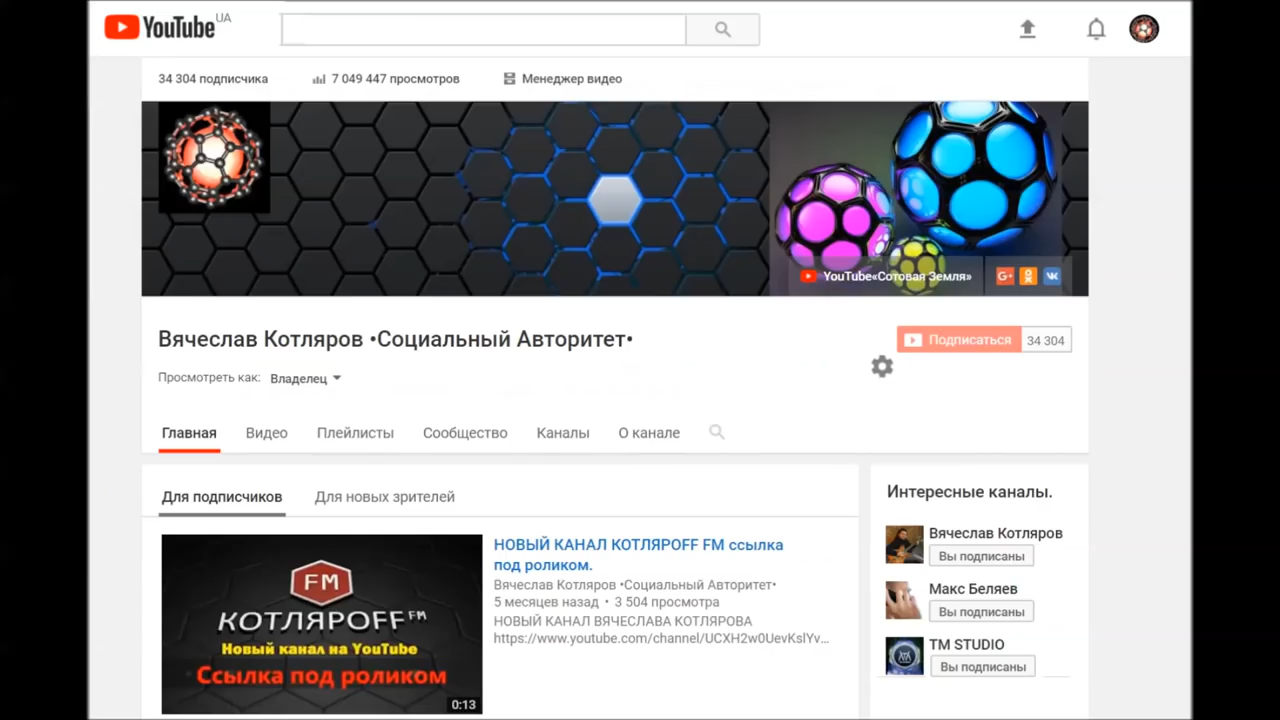 YouTube UA
34 304 подписчика 7 049 447 просмотров Менеджер видео
YouTube«Сотовая Земля» G+
Вячеслав Котляров •Социальный Авторитет•
Подписаться 34 304
Просмотреть как: Владелец
Главная Видео Плейлисты Сообщество Каналы О канале
Для подписчиков Для новых зрителей
FM
КОТЛЯРOFF FM
Новый канал на YouTube
Ссылка под роликом
0:13
НОВЫЙ КАНАЛ КОТЛЯРOFF FM ссылка
под роликом.
Вячеслав Котляров •Социальный Авторитет•
5 месяцев назад • 3 504 просмотра
НОВЫЙ КАНАЛ ВЯЧЕСЛАВА КОТЛЯРОВА
https://www.youtube.com/channel/UCXH2w0UevKslYv...
Интересные каналы.
Вячеслав Котляров
Вы подписаны
Макс Беляев
Вы подписаны
TM STUDIO
Вы подписаны